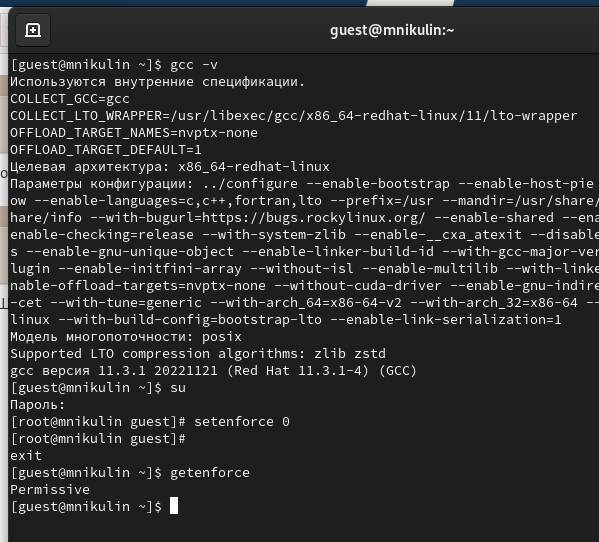 guest@mnikulin:~
[guest@mnikulin ~]$ gcc -v
Используются внутренние спецификации.
COLLECT_GCC=gcc
COLLECT_LTO_WRAPPER=/usr/libexec/gcc/x86_64-redhat-linux/11/lto-wrapper
OFFLOAD_TARGET_NAMES=nvptx-none
OFFLOAD_TARGET_DEFAULT=1
Целевая архитектура: x86_64-redhat-linux
Параметры конфигурации: ../configure --enable-bootstrap --enable-host-pie
ow --enable-languages=c,c++,fortran,lto --prefix=/usr --mandir=/usr/share/
hare/info --with-bugurl=https://bugs.rockylinux.org/ --enable-shared --ena
enable-checking=release --with-system-zlib --enable-__cxa_atexit --disable
s --enable-gnu-unique-object --enable-linker-build-id --with-gcc-major-ver
lugin --enable-initfini-array --without-isl --enable-multilib --with-linke
nable-offload-targets=nvptx-none --without-cuda-driver --enable-gnu-indire
-cet --with-tune=generic --with-arch_64=x86-64-v2 --with-arch_32=x86-64 --
linux --with-build-config=bootstrap-lto --enable-link-serialization=1
Модель многопоточности: posix
Supported LTO compression algorithms: zlib zstd
gcc версия 11.3.1 20221121 (Red Hat 11.3.1-4) (GCC)
[guest@mnikulin ~]$ su
Пароль:
[root@mnikulin guest]# setenforce 0
[root@mnikulin guest]#
exit
[guest@mnikulin ~]$ getenforce
Permissive
[guest@mnikulin ~]$